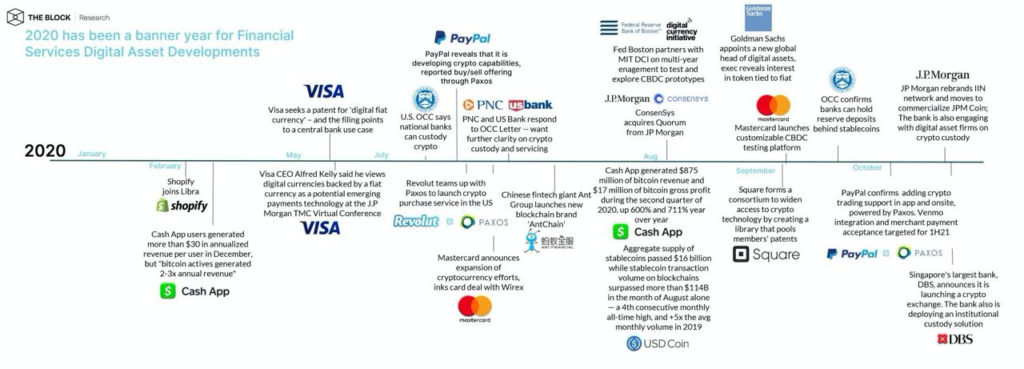 THE BLOCK | Research
2020 has been a banner year for Financial
Services Digital Asset Developments
VISA
Visa seeks a patent for 'digital fiat
currency' – and the filing points
to a central bank use case
PayPal
PayPal reveals that it is
developing crypto capabilities,
reported buy/sell offering
through Paxos
U.S. OCC says
national banks
can custody
crypto
PNC usbank
PNC and US Bank respond
to OCC Letter -- want
further clarity on crypto
custody and servicing
Federal Reserve
Bank of Boston
digital
currency
initiative
Fed Boston partners with
MIT DCI on multi-year
enagement to test and
explore CBDC prototypes
J.P.Morgan CONSENSYS
ConsenSys
acquires Quorum
from JP Morgan
Goldman
Sachs
Goldman Sachs
appoints a new global
head of digital assets,
exec reveals interest
in token tied to fiat
mastercard
Mastercard launches
customizable CBDC
testing platform
OCC confirms
banks can hold
reserve deposits
behind stablecoins
J.P.Morgan
JP Morgan rebrands IIN
network and moves to
commercialize JPM Coin;
The bank is also engaging
with digital asset firms on
crypto custody
2020
January
February
May
July
Aug
September
October
Shopify
joins Libra
shopify
Cash App users generated
more than $30 in annualized
revenue per user in December,
but "bitcoin actives generated
2-3x annual revenue"
Cash App
Visa CEO Alfred Kelly said he views
digital currencies backed by a fiat
currency as a potential emerging
payments technology at the J.P
Morgan TMC Virtual Conference
VISA
Revolut teams up with
Paxos to launch crypto
purchase service in the US
Revolut PAXOS
Mastercard announces
expansion of
cryptocurrency efforts,
inks card deal with Wirex
mastercard
Chinese fintech giant Ant
Group launches new
blockchain brand
'AntChain'
蚂蚁金服
ANT FINANCIAL
Cash App generated $875
million of bitcoin revenue and
$17 million of bitcoin gross profit
during the second quarter of
2020, up 600% and 711% year
over year
Cash App
Aggregate supply of
stablecoins passed $16 billion
while stablecoin transaction
volume on blockchains
surpassed more than $114B
in the month of August alone
— a 4th consecutive monthly
all-time high, and +5x the avg
monthly volume in 2019
USD Coin
Square forms a
consortium to widen
access to crypto
technology by creating a
library that pools
members' patents
Square
PayPal confirms adding crypto
trading support in app and onsite,
powered by Paxos. Venmo
integration and merchant payment
acceptance targeted for 1H21
PayPal PAXOS
Singapore's largest bank,
DBS, announces it is
launching a crypto
exchange. The bank also is
deploying an institutional
custody solution
DBS